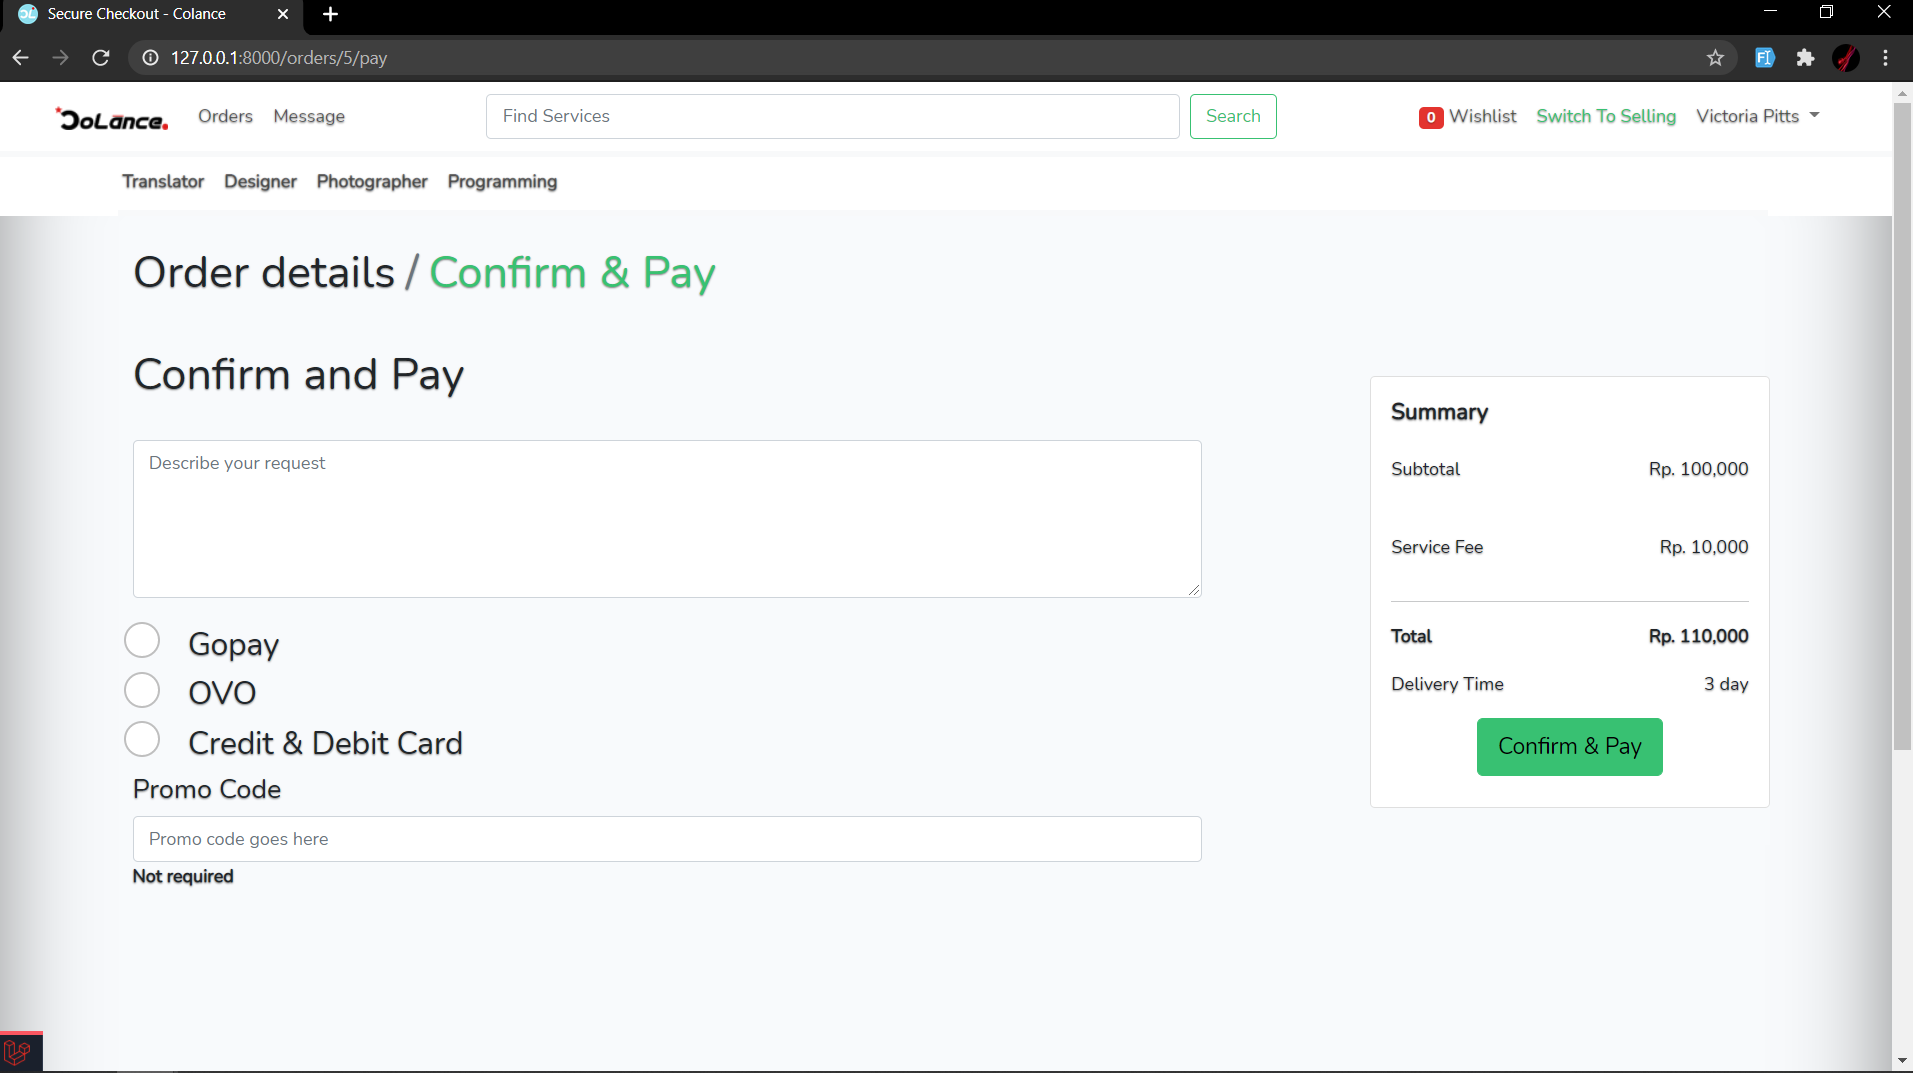 Secure Checkout - Colance
127.0.0.1:8000/orders/5/pay
CoLance. Orders Message Find Services Search 0 Wishlist Switch To Selling Victoria Pitts
Translator Designer Photographer Programming
Order details / Confirm & Pay
Confirm and Pay
Describe your request
Gopay
OVO
Credit & Debit Card
Promo Code
Promo code goes here
Not required
Summary
Subtotal Rp. 100,000
Service Fee Rp. 10,000
Total Rp. 110,000
Delivery Time 3 day
Confirm & Pay